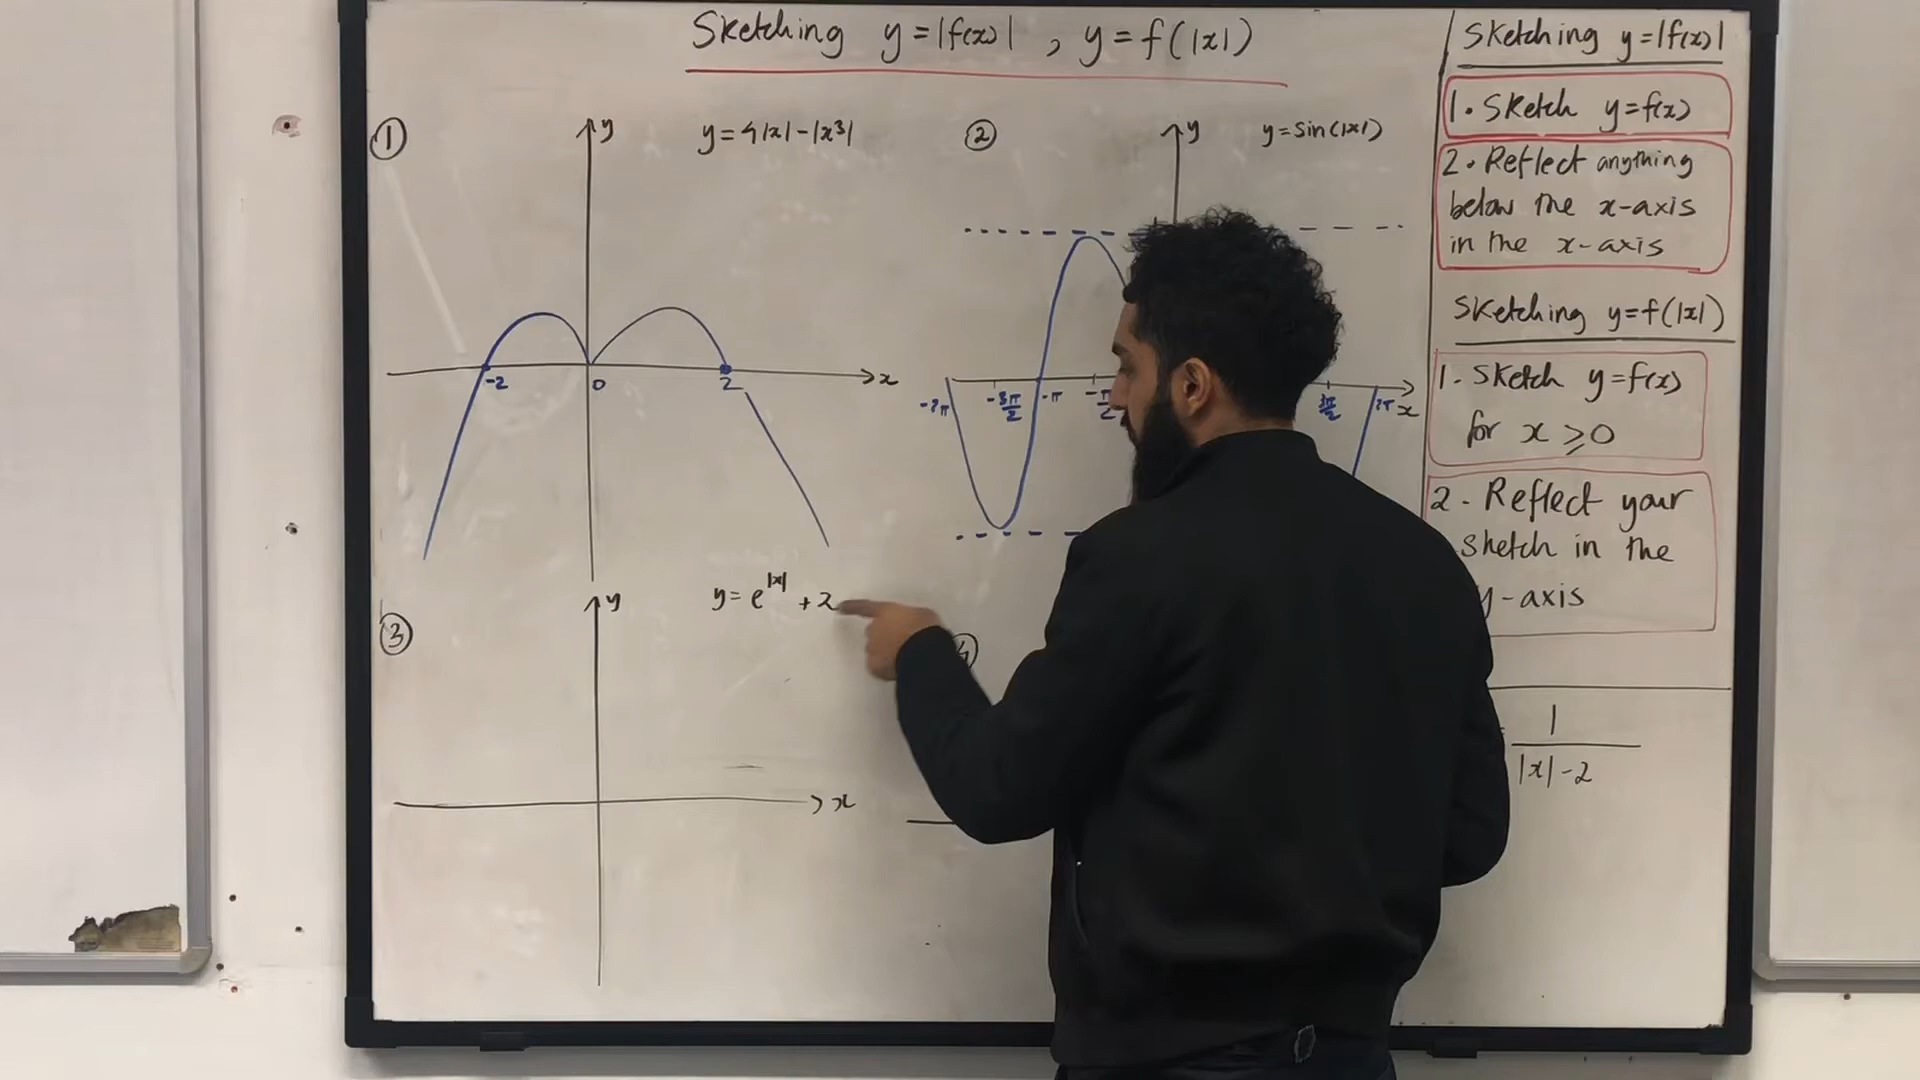 Sketching y=|f(x)| , y=f(|x|)
① y y=4|x|-|x³|
-2 0 2 x
② y y=sin(|x|)
-2π -3π/2 -π 3π/2 2π x
③ y y=e^|x| +2
x
④
1
|x|-2
Sketching y=|f(x)|
1. Sketch y=f(x)
2. Reflect anything
below the x-axis
in the x-axis
Sketching y=f(|x|)
1. Sketch y=f(x)
for x ≥0
2. Reflect your
sketch in the
y-axis